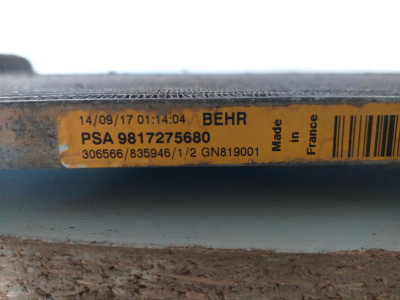 14/09/17 01:14:04 BEHR
PSA 9817275680
306566/835946/1/2 GN819001
Made
in
France